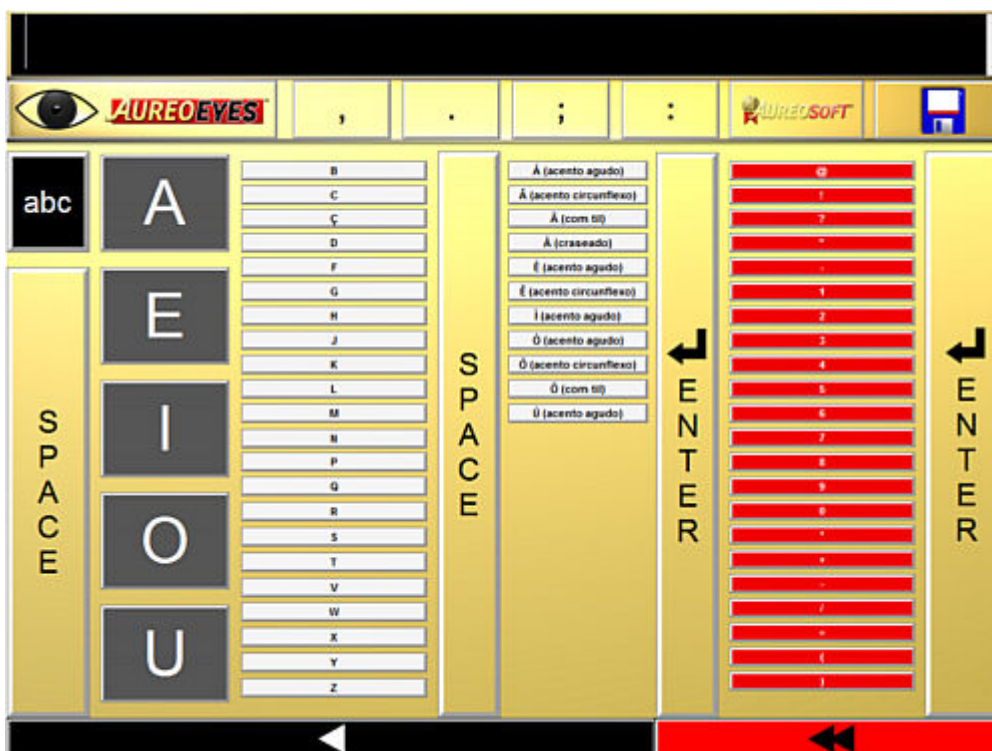 AUREOEYES
,
.
;
:
AUREOSOFT
abc
SPACE
A
E
I
O
U
B
C
Ç
D
F
G
H
J
K
L
M
N
P
Q
R
S
T
V
W
X
Y
Z
SPACE
Á (acento agudo)
Â (acento circunflexo)
Ã (com til)
À (craseado)
É (acento agudo)
Ê (acento circunflexo)
Í (acento agudo)
Ó (acento agudo)
Ô (acento circunflexo)
Õ (com til)
Ú (acento agudo)
ENTER
@
!
?
1
2
3
4
5
6
7
8
9
0
+
-
/
=
(
)
ENTER